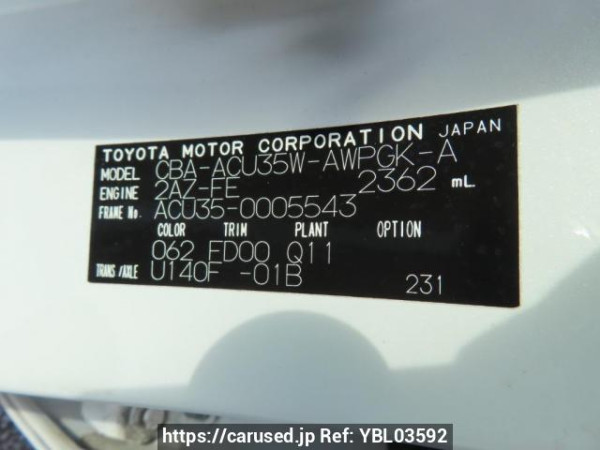 TOYOTA MOTOR CORPORATION JAPAN
MODEL CBA-ACU35W-AWPGK-A
ENGINE 2AZ-FE 2362 mL
FRAME No. ACU35-0005543
COLOR TRIM PLANT OPTION
062 FD00 Q11
TRANS/AXLE U140F -01B 231
https://carused.jp Ref: YBL03592